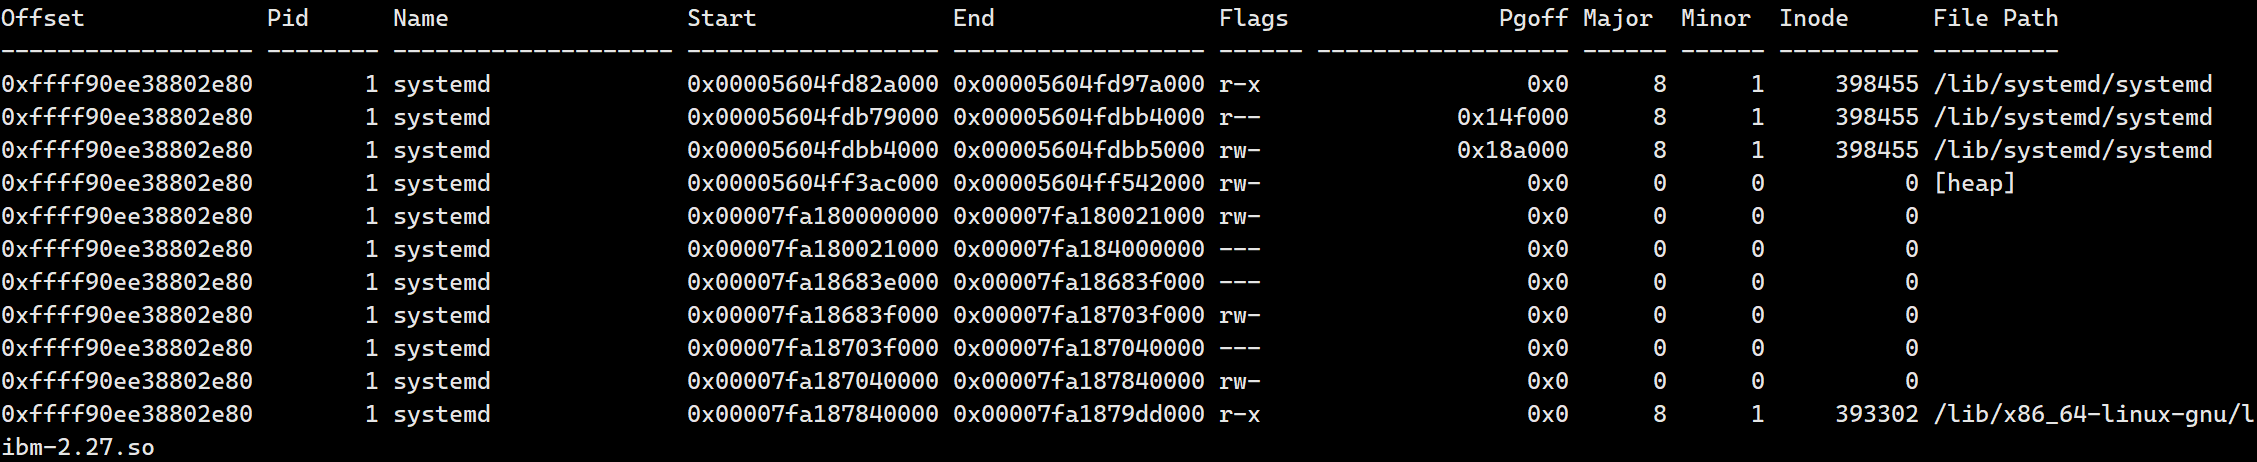 Offset             Pid      Name                 Start              End                Flags               Pgoff Major  Minor  Inode      File Path
------------------ -------- -------------------- ------------------ ------------------ ------ ------------------ ------ ------ ---------- ---------
0xffff90ee38802e80        1 systemd              0x00005604fd82a000 0x00005604fd97a000 r-x                   0x0      8      1     398455 /lib/systemd/systemd
0xffff90ee38802e80        1 systemd              0x00005604fdb79000 0x00005604fdbb4000 r--              0x14f000      8      1     398455 /lib/systemd/systemd
0xffff90ee38802e80        1 systemd              0x00005604fdbb4000 0x00005604fdbb5000 rw-              0x18a000      8      1     398455 /lib/systemd/systemd
0xffff90ee38802e80        1 systemd              0x00005604ff3ac000 0x00005604ff542000 rw-                   0x0      0      0          0 [heap]
0xffff90ee38802e80        1 systemd              0x00007fa180000000 0x00007fa180021000 rw-                   0x0      0      0          0
0xffff90ee38802e80        1 systemd              0x00007fa180021000 0x00007fa184000000 ---                   0x0      0      0          0
0xffff90ee38802e80        1 systemd              0x00007fa18683e000 0x00007fa18683f000 ---                   0x0      0      0          0
0xffff90ee38802e80        1 systemd              0x00007fa18683f000 0x00007fa18703f000 rw-                   0x0      0      0          0
0xffff90ee38802e80        1 systemd              0x00007fa18703f000 0x00007fa187040000 ---                   0x0      0      0          0
0xffff90ee38802e80        1 systemd              0x00007fa187040000 0x00007fa187840000 rw-                   0x0      0      0          0
0xffff90ee38802e80        1 systemd              0x00007fa187840000 0x00007fa1879dd000 r-x                   0x0      8      1     393302 /lib/x86_64-linux-gnu/l
ibm-2.27.so